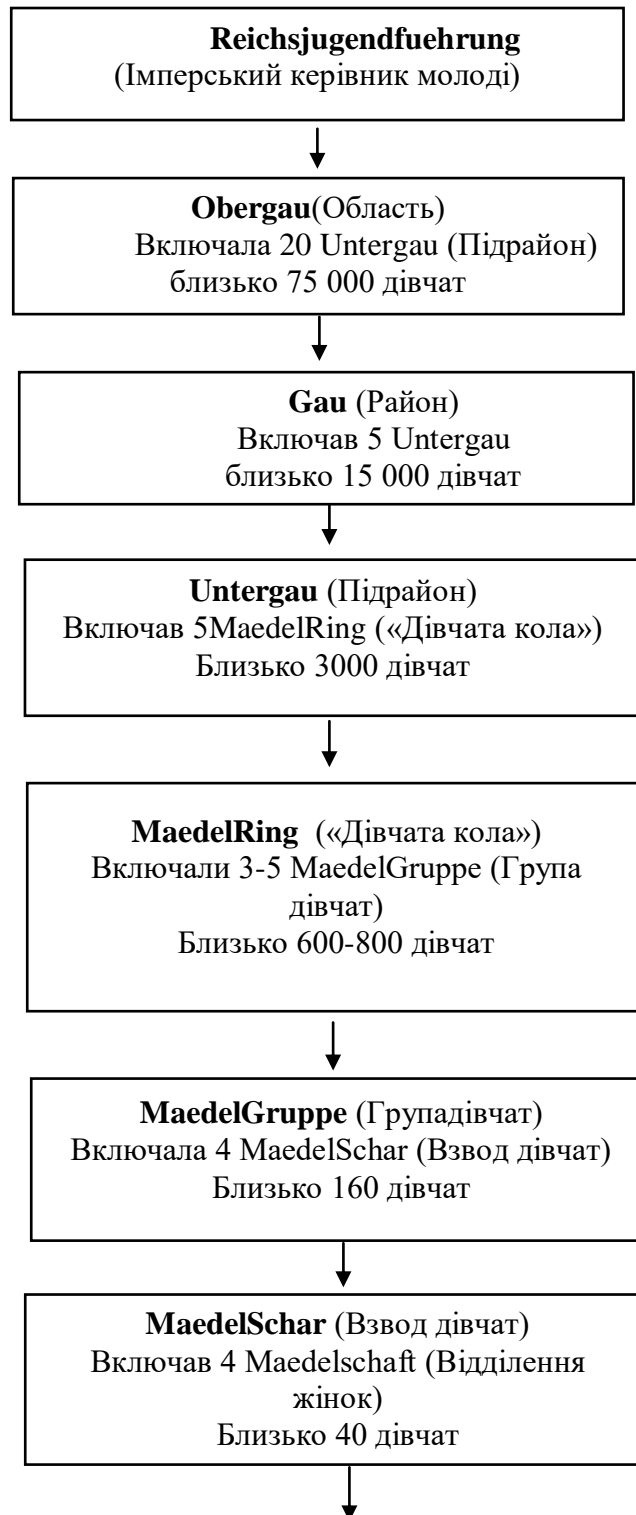 Reichsjugendfuehrung
(Імперський керівник молоді)
Obergau(Область)
Включала 20 Untergau (Підрайон)
близько 75 000 дівчат
Gau (Район)
Включав 5 Untergau
близько 15 000 дівчат
Untergau (Підрайон)
Включав 5MaedelRing («Дівчата кола»)
Близько 3000 дівчат
MaedelRing («Дівчата кола»)
Включали 3-5 MaedelGruppe (Група
дівчат)
Близько 600-800 дівчат
MaedelGruppe (Групадівчат)
Включала 4 MaedelSchar (Взвод дівчат)
Близько 160 дівчат
MaedelSchar (Взвод дівчат)
Включав 4 Maedelschaft (Відділення
жінок)
Близько 40 дівчат